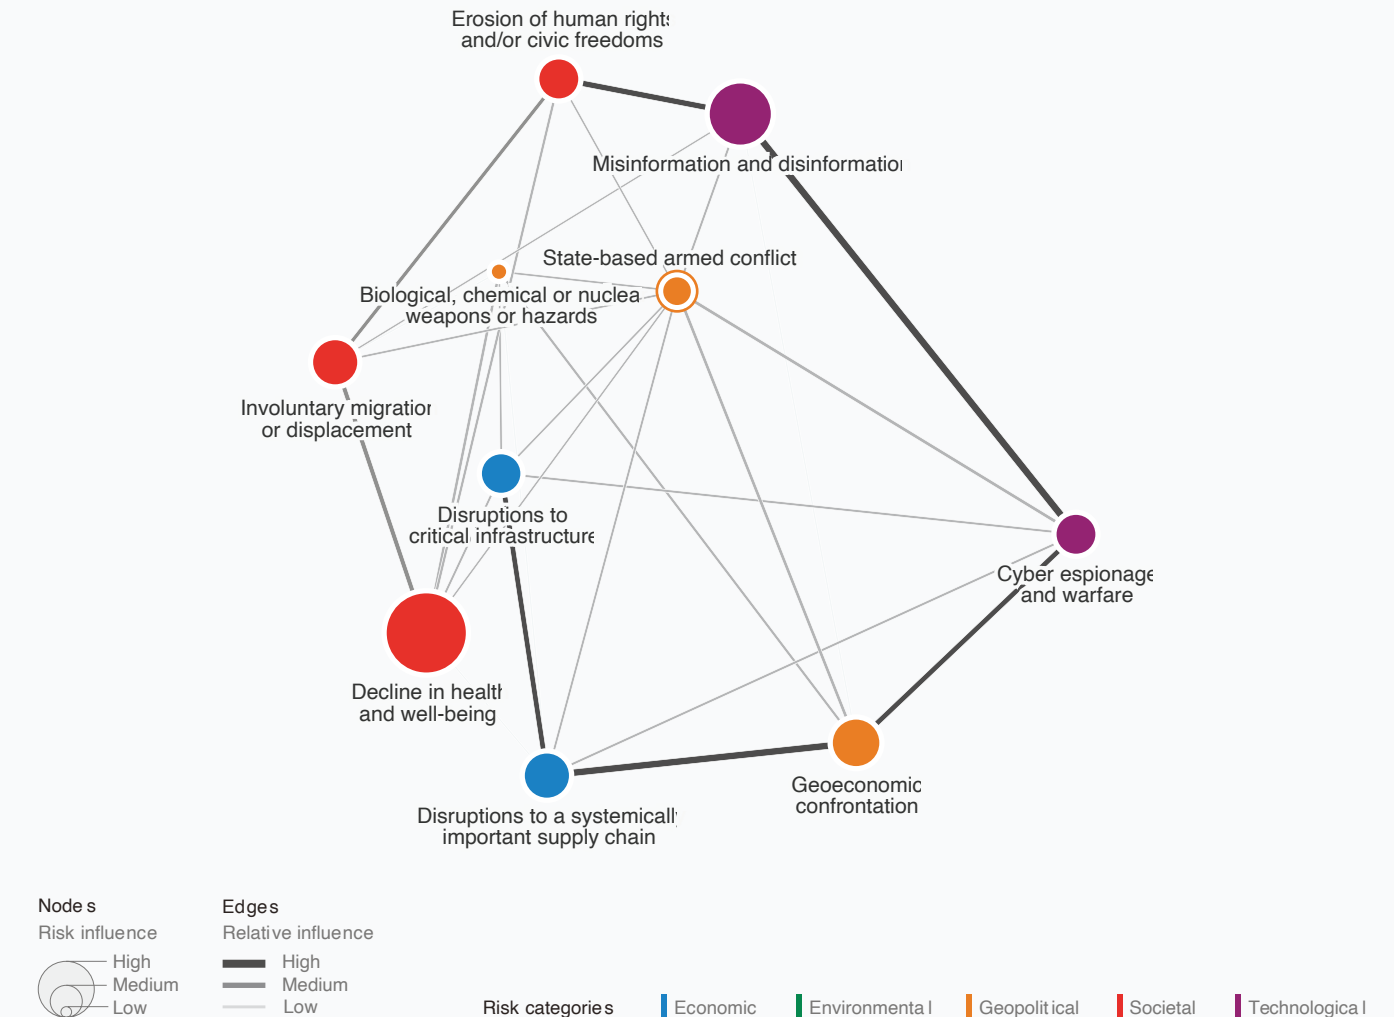 Erosion of human rights
and/or civic freedoms
Misinformation and disinformation
State-based armed conflict
Biological, chemical or nuclea
weapons or hazards
Involuntary migration
or displacement
Disruptions to
critical infrastructure
Cyber espionage
and warfare
Decline in health
and well-being
Geoeconomic
confrontation
Disruptions to a systemically
important supply chain
Nodes
Risk influence
High
Medium
Low
Edges
Relative influence
High
Medium
Low
Risk categories
Economic
Environmental
Geopolitical
Societal
Technological